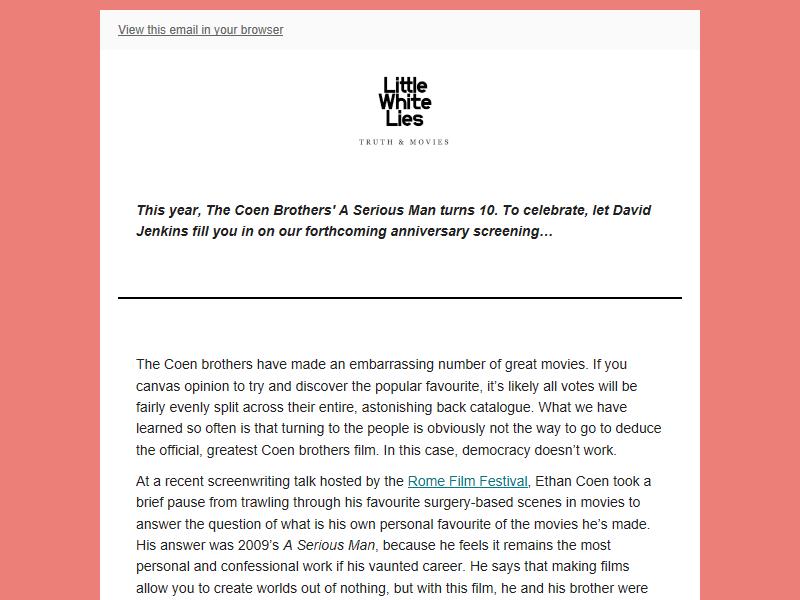 View this email in your browser
Little
White
Lies
TRUTH & MOVIES
This year, The Coen Brothers' A Serious Man turns 10. To celebrate, let David
Jenkins fill you in on our forthcoming anniversary screening…
The Coen brothers have made an embarrassing number of great movies. If you
canvas opinion to try and discover the popular favourite, it’s likely all votes will be
fairly evenly split across their entire, astonishing back catalogue. What we have
learned so often is that turning to the people is obviously not the way to go to deduce
the official, greatest Coen brothers film. In this case, democracy doesn’t work.
At a recent screenwriting talk hosted by the Rome Film Festival, Ethan Coen took a
brief pause from trawling through his favourite surgery-based scenes in movies to
answer the question of what is his own personal favourite of the movies he’s made.
His answer was 2009’s A Serious Man, because he feels it remains the most
personal and confessional work if his vaunted career. He says that making films
allow you to create worlds out of nothing, but with this film, he and his brother were